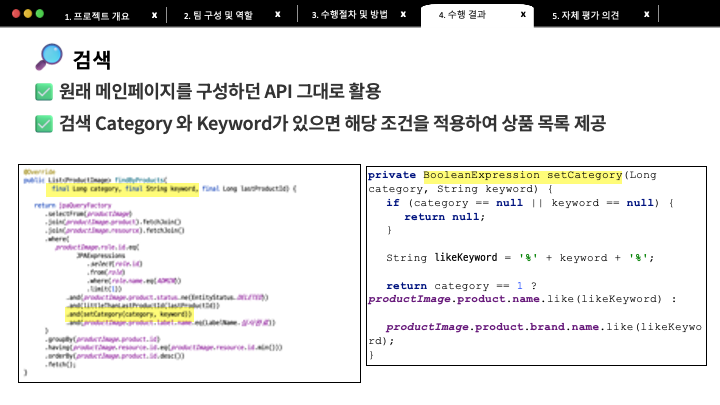 1. 프로젝트 개요 x 2. 팀 구성 및 역할 x 3. 수행절차 및 방법 x 4. 수행 결과 x 5. 자체 평가 의견 x
검색
원래 메인페이지를 구성하던 API 그대로 활용
검색 Category 와 Keyword가 있으면 해당 조건을 적용하여 상품 목록 제공
@Override
public List<ProductImage> findByProducts(
final Long category, final String keyword, final Long lastProductId) {
return jpaQueryFactory
.selectFrom(productImage)
.join(productImage.product).fetchJoin()
.join(productImage.resource).fetchJoin()
.where(
productImage.role.id.eq(
JPAExpressions
.select(role.id)
.from(role)
.where(role.name.eq(ADMIN))
.limit(1))
.and(productImage.product.status.ne(EntityStatus.DELETED))
.and(littleThanLastProductId(lastProductId))
.and(setCategory(category, keyword))
.and(productImage.product.label.name.eq(LabelName.심사완료))
)
.groupBy(productImage.product.id)
.having(productImage.resource.id.eq(productImage.resource.id.min()))
.orderBy(productImage.product.id.desc())
.fetch();
}
private BooleanExpression setCategory(Long
category, String keyword) {
if (category == null || keyword == null) {
return null;
}
String likeKeyword = '%' + keyword + '%';
return category == 1 ?
productImage.product.name.like(likeKeyword) :
productImage.product.brand.name.like(likeKeywo
rd);
}